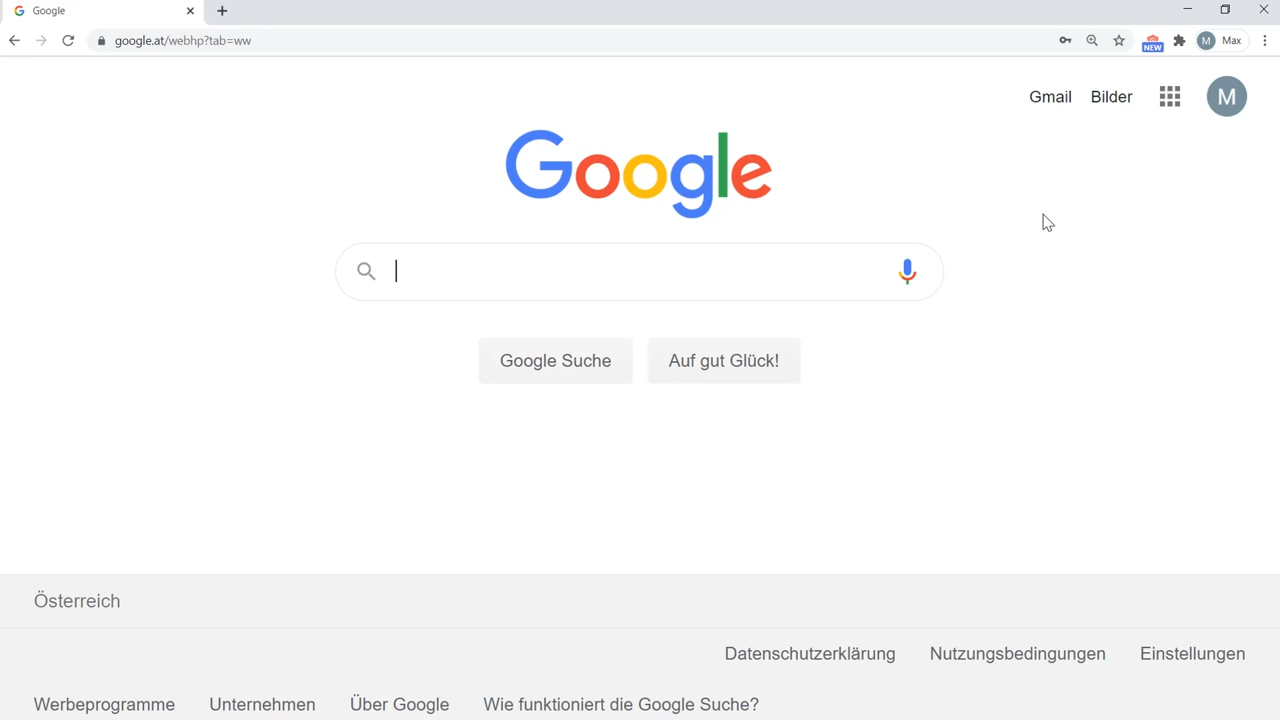 Google
google.at/webhp?tab=ww
NEW
M
Max
Gmail
Bilder
M
Google
Google Suche
Auf gut Glück!
Österreich
Datenschutzerklärung
Nutzungsbedingungen
Einstellungen
Werbeprogramme
Unternehmen
Über Google
Wie funktioniert die Google Suche?